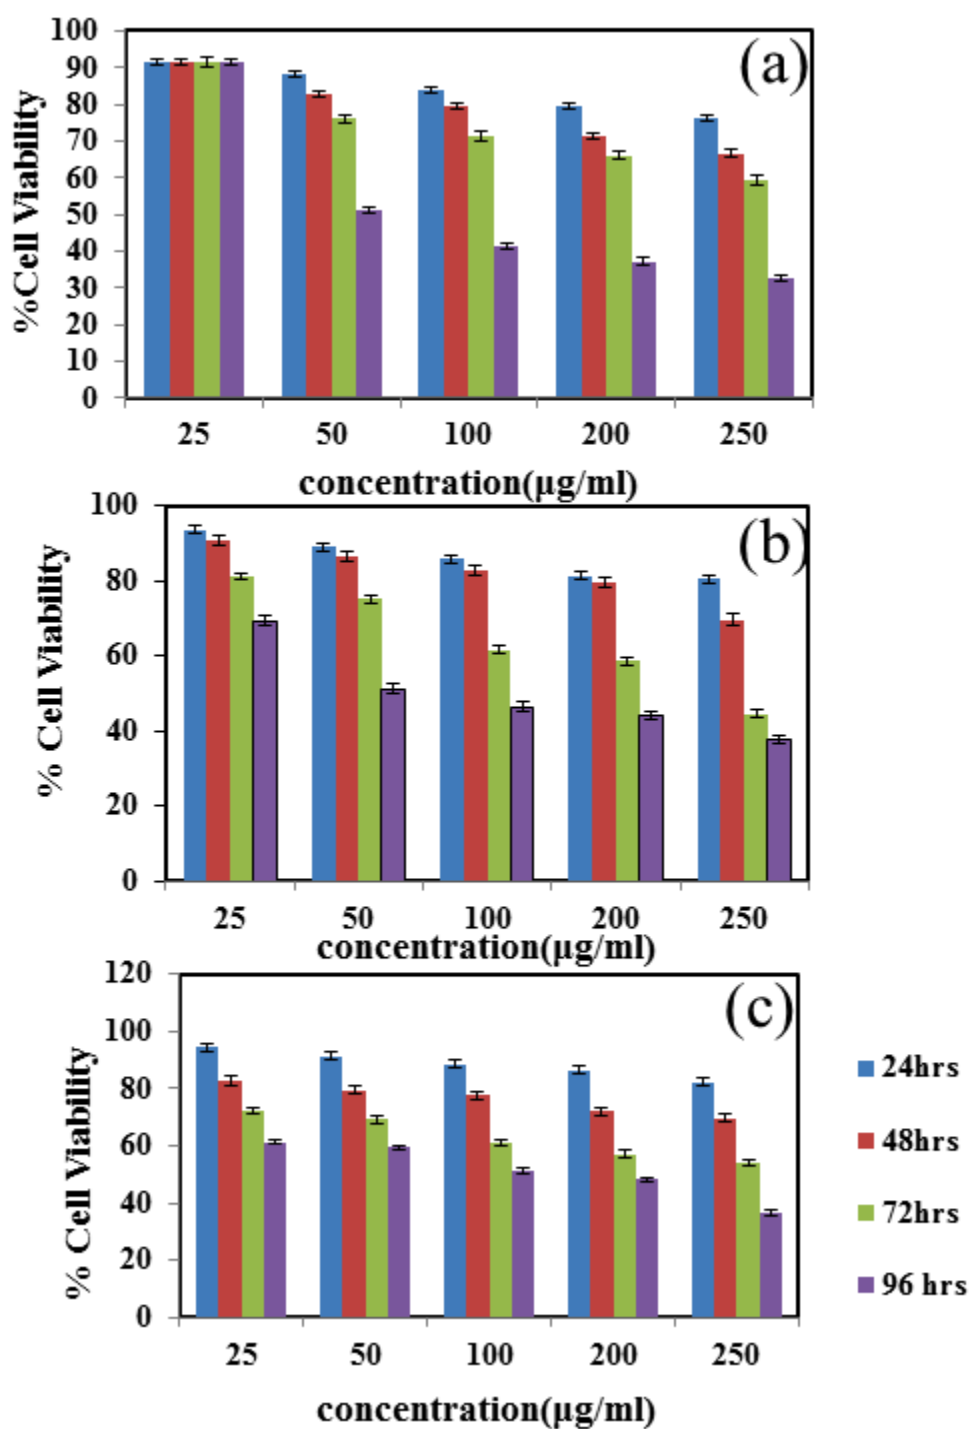 (a)
100
90
80
70
60
50
40
30
20
10
0
%Cell Viability
25 50 100 200 250
concentration(µg/ml)
(b)
100
80
60
40
20
0
% Cell Viability
25 50 100 200 250
concentration(µg/ml)
(c)
120
100
80
60
40
20
0
% Cell Viability
25 50 100 200 250
concentration(µg/ml)
24hrs
48hrs
72hrs
96 hrs